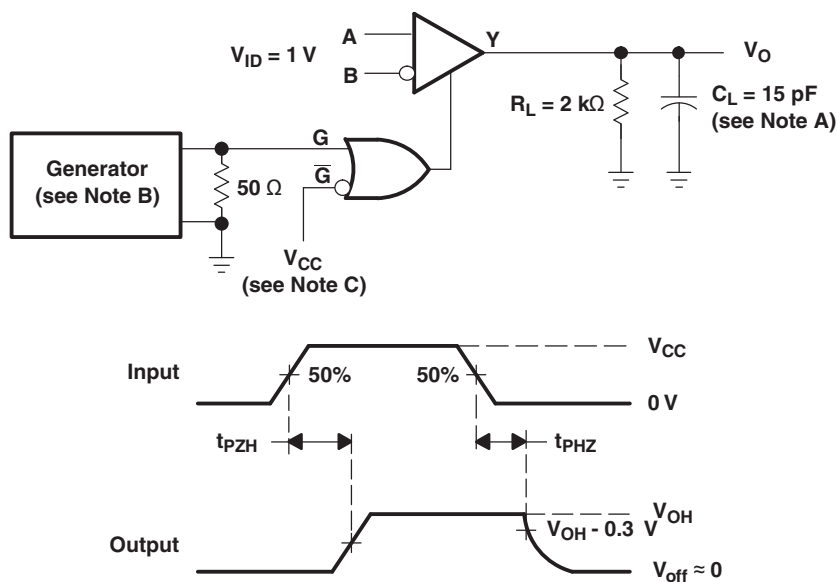 A
Y
V_ID = 1 V
V_O
B
R_L = 2 kΩ
C_L = 15 pF
(see Note A)
G
Generator
(see Note B)
50 Ω
G̅
V_CC
(see Note C)
V_CC
Input
50%
50%
0 V
t_PZH
t_PHZ
V_OH
V_OH - 0.3 V
Output
V_off ≈ 0